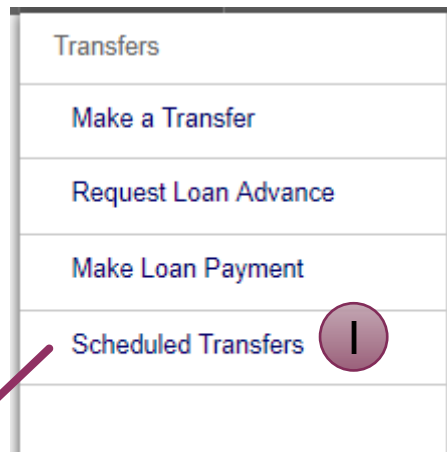 Transfers
Make a Transfer
Request Loan Advance
Make Loan Payment
Scheduled Transfers I